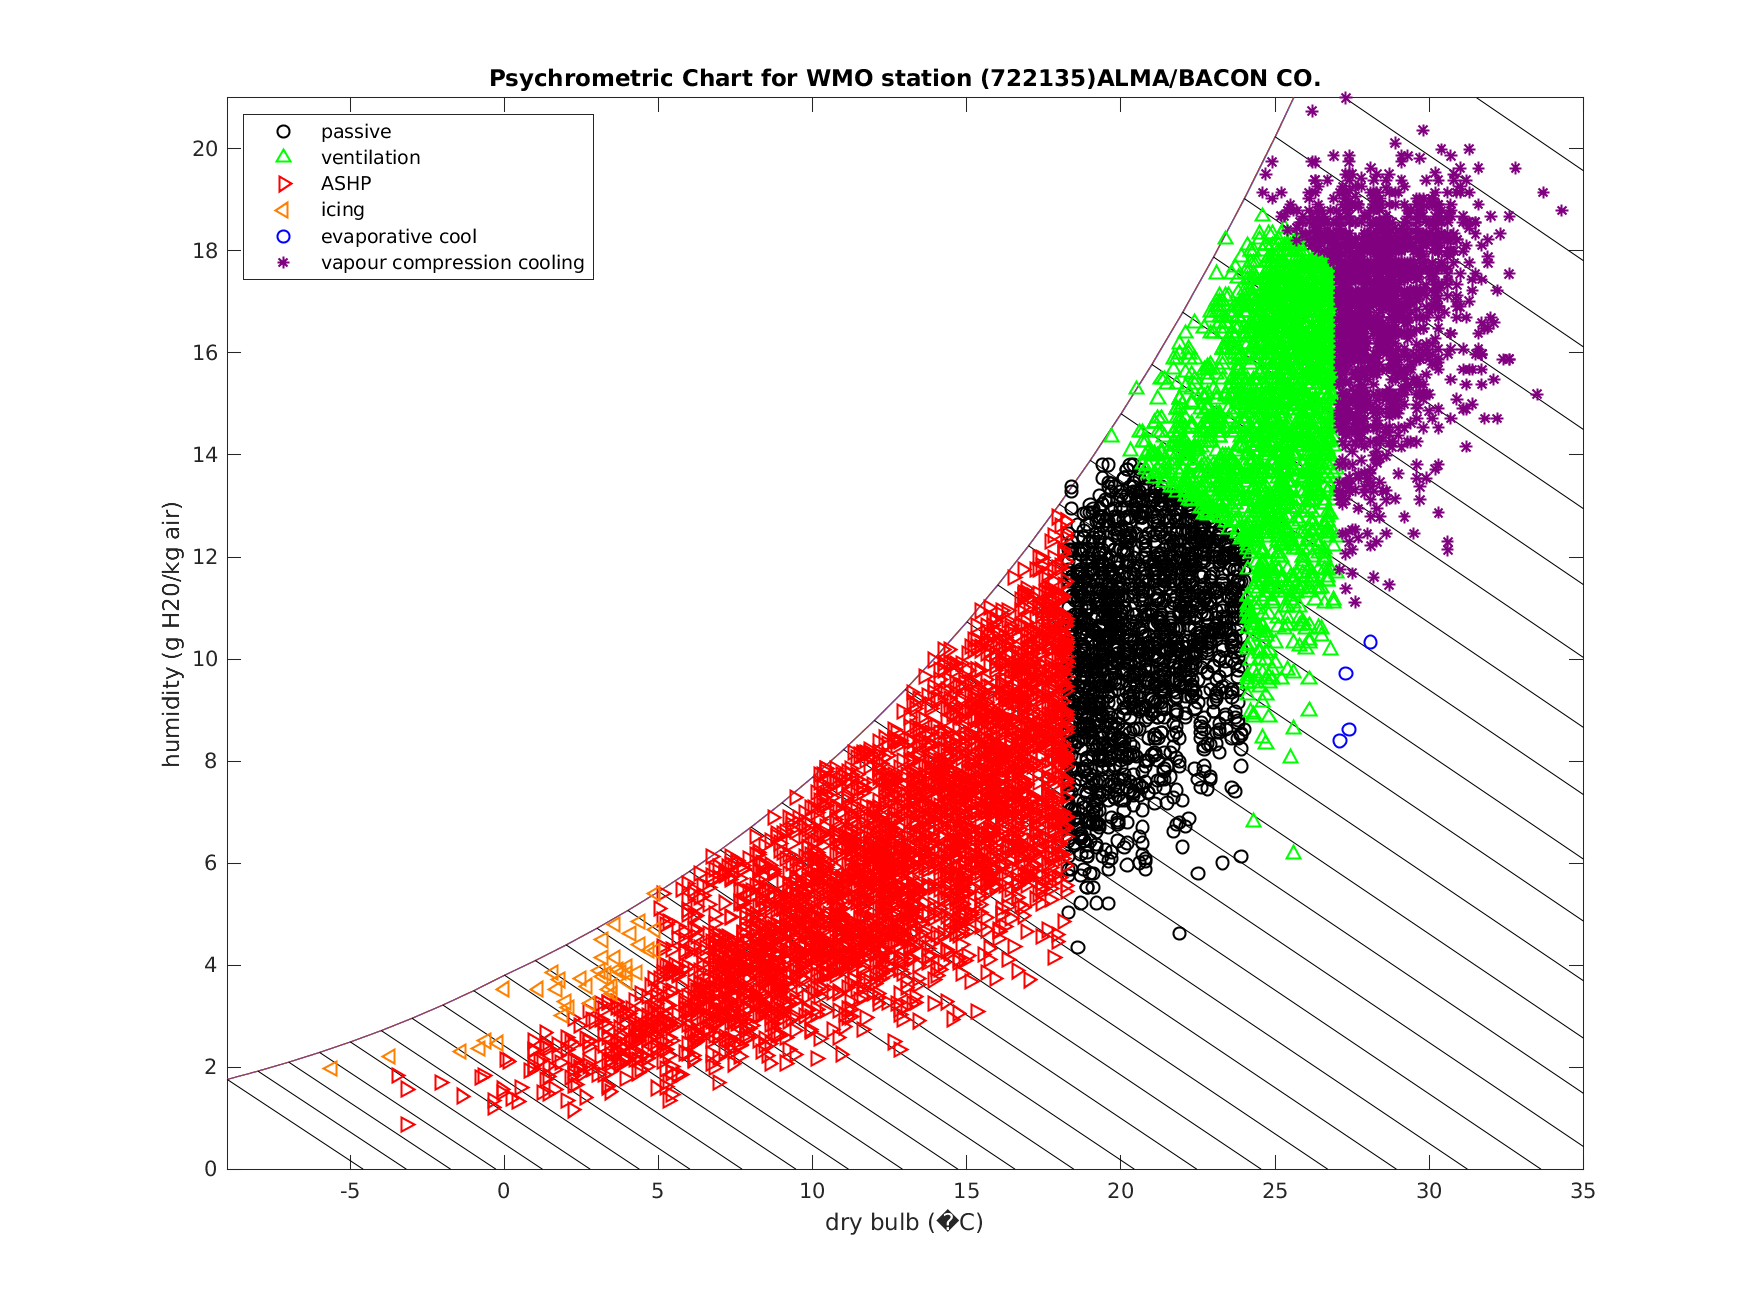 Psychrometric Chart for WMO station (722135)ALMA/BACON CO.
passive
ventilation
ASHP
icing
evaporative cool
vapour compression cooling
humidity (g H20/kg air)
20
18
16
14
12
10
8
6
4
2
0
-5
0
5
10
15
20
25
30
35
dry bulb (�C)